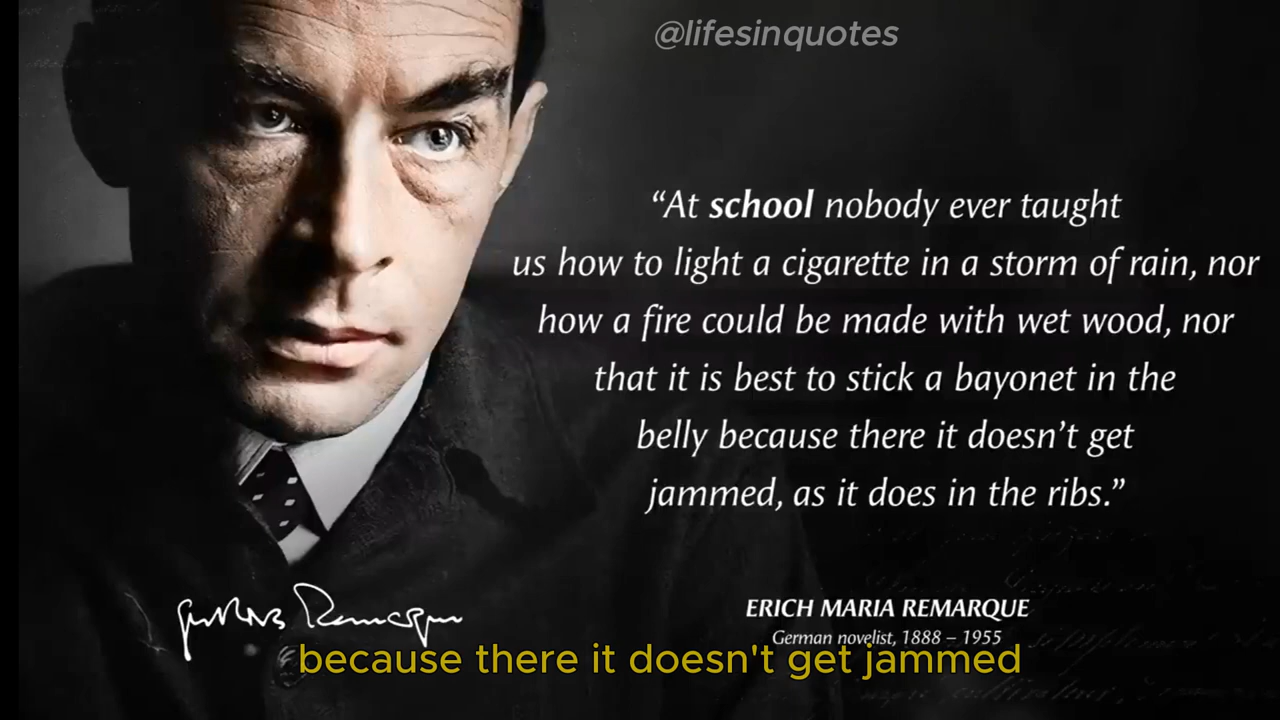 @lifesinquotes
“At school nobody ever taught
us how to light a cigarette in a storm of rain, nor
how a fire could be made with wet wood, nor
that it is best to stick a bayonet in the
belly because there it doesn’t get
jammed, as it does in the ribs.”
ERICH MARIA REMARQUE
German novelist, 1888 – 1955
because there it doesn't get jammed